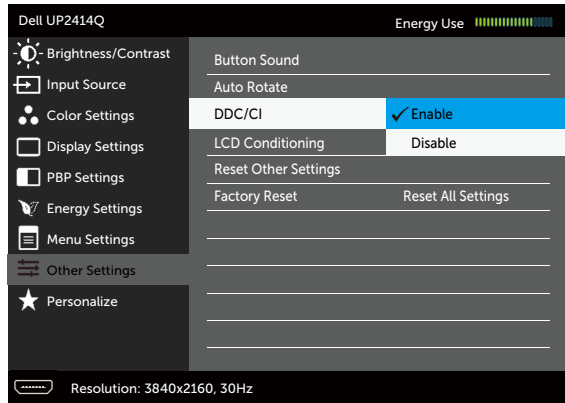 Dell UP2414Q
Energy Use
Brightness/Contrast
Input Source
Color Settings
Display Settings
PBP Settings
Energy Settings
Menu Settings
Other Settings
Personalize
Button Sound
Auto Rotate
DDC/CI
Enable
LCD Conditioning
Disable
Reset Other Settings
Factory Reset
Reset All Settings
Resolution: 3840x2160, 30Hz